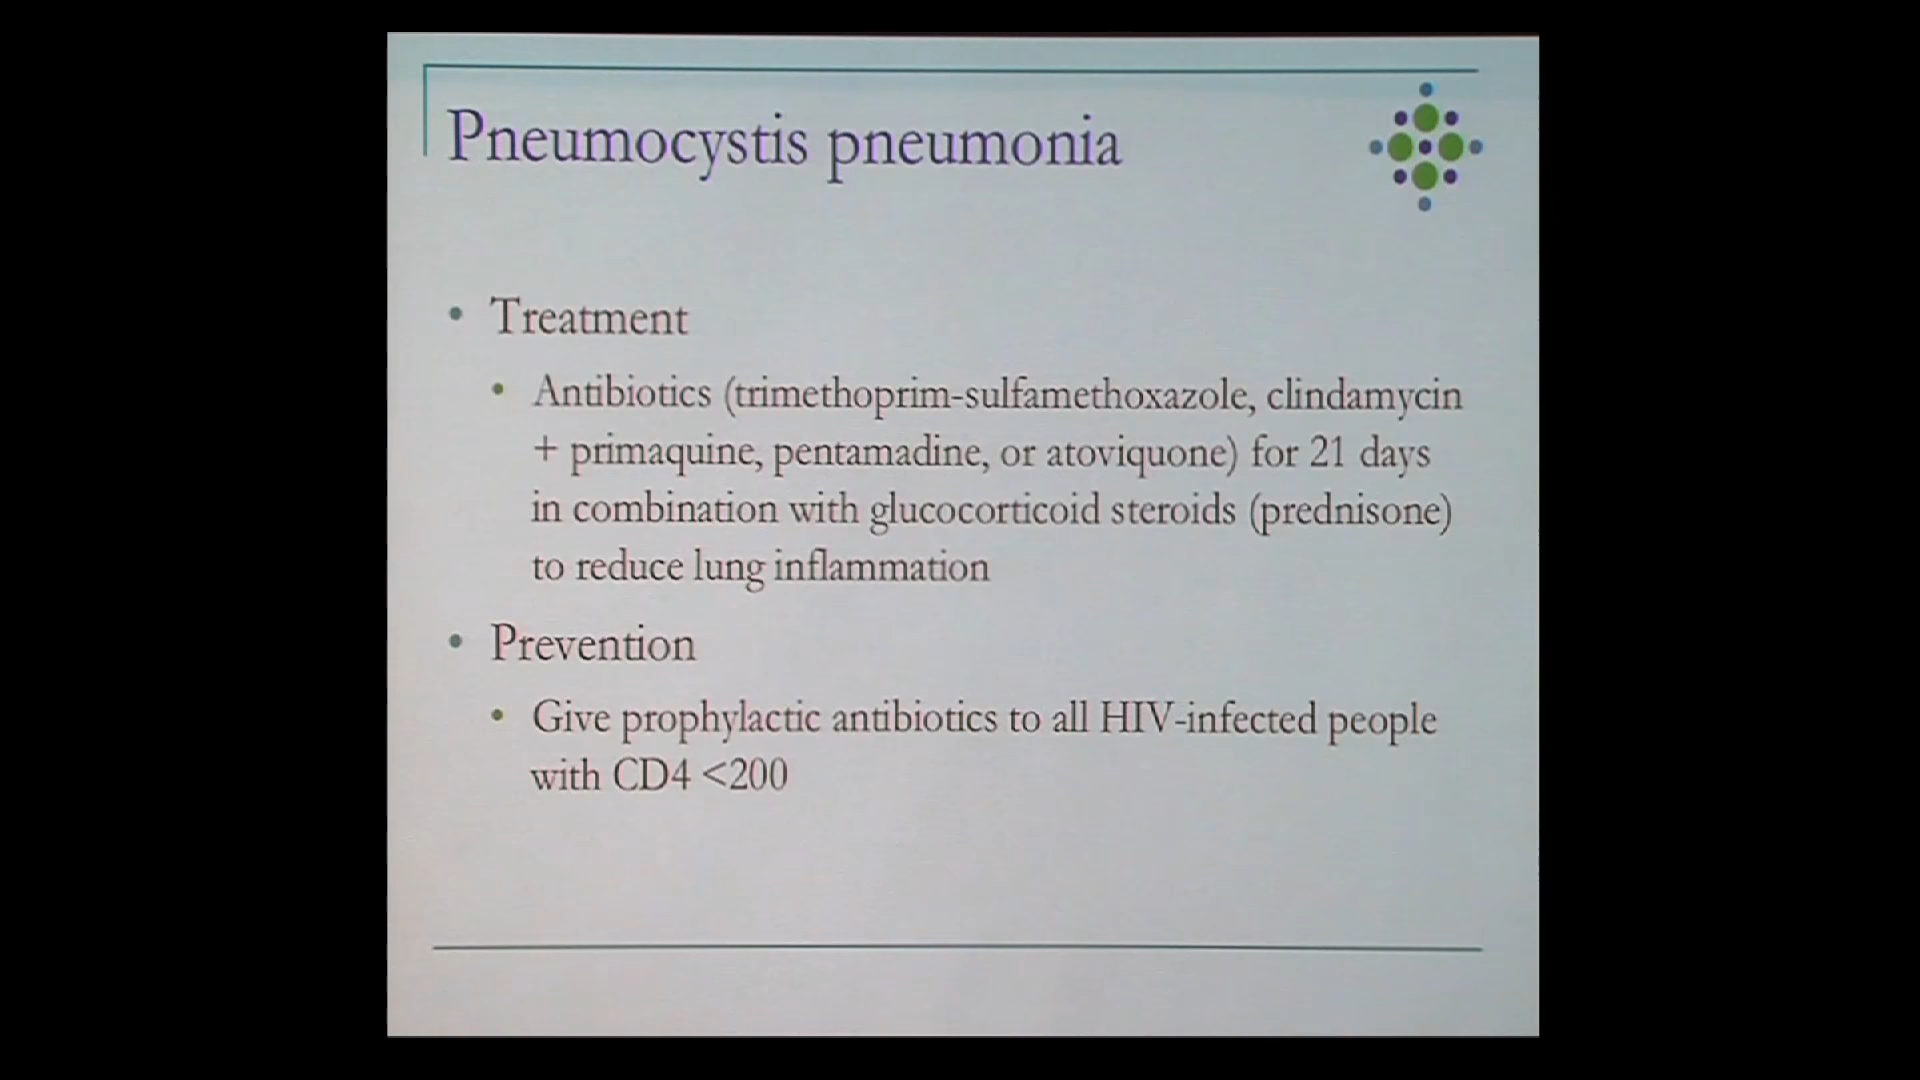 Pneumocystis pneumonia
• Treatment
• Antibiotics (trimethoprim-sulfamethoxazole, clindamycin
+ primaquine, pentamadine, or atoviquone) for 21 days
in combination with glucocorticoid steroids (prednisone)
to reduce lung inflammation
• Prevention
• Give prophylactic antibiotics to all HIV-infected people
with CD4 <200